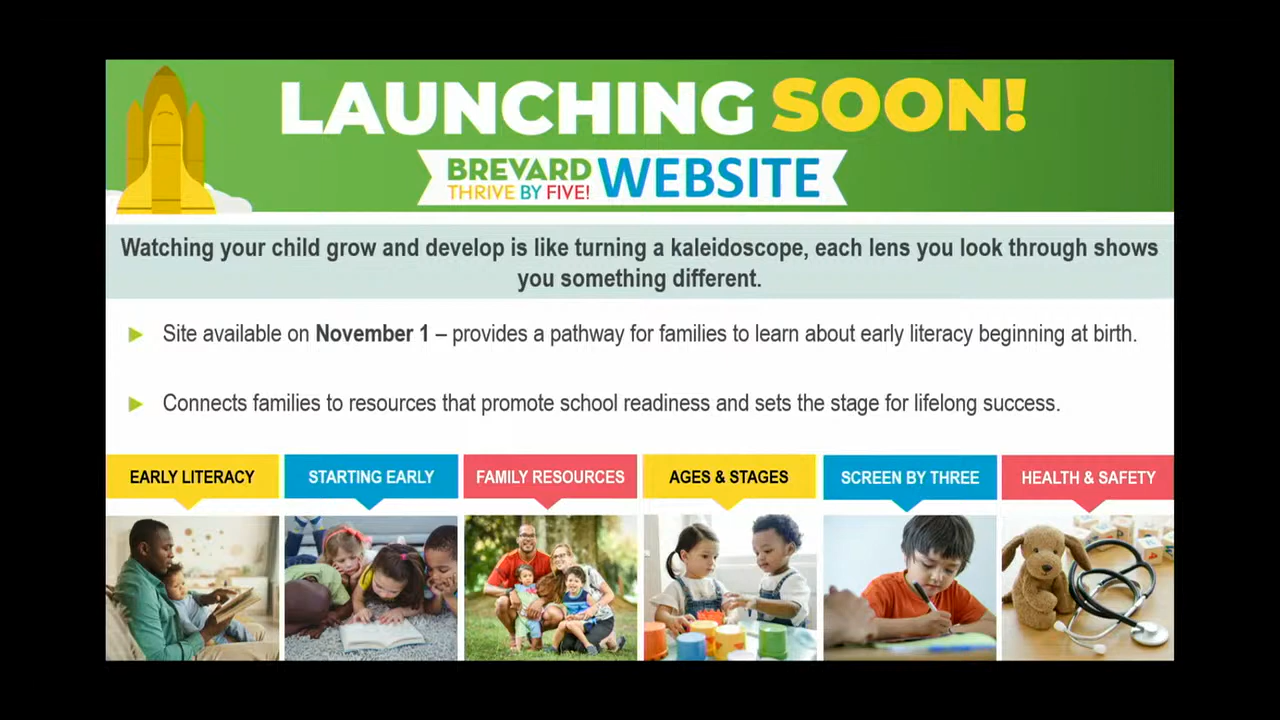 LAUNCHING SOON!
BREVARD
THRIVE BY FIVE!
WEBSITE
Watching your child grow and develop is like turning a kaleidoscope, each lens you look through shows
you something different.
Site available on November 1 – provides a pathway for families to learn about early literacy beginning at birth.
Connects families to resources that promote school readiness and sets the stage for lifelong success.
EARLY LITERACY
STARTING EARLY
FAMILY RESOURCES
AGES & STAGES
SCREEN BY THREE
HEALTH & SAFETY